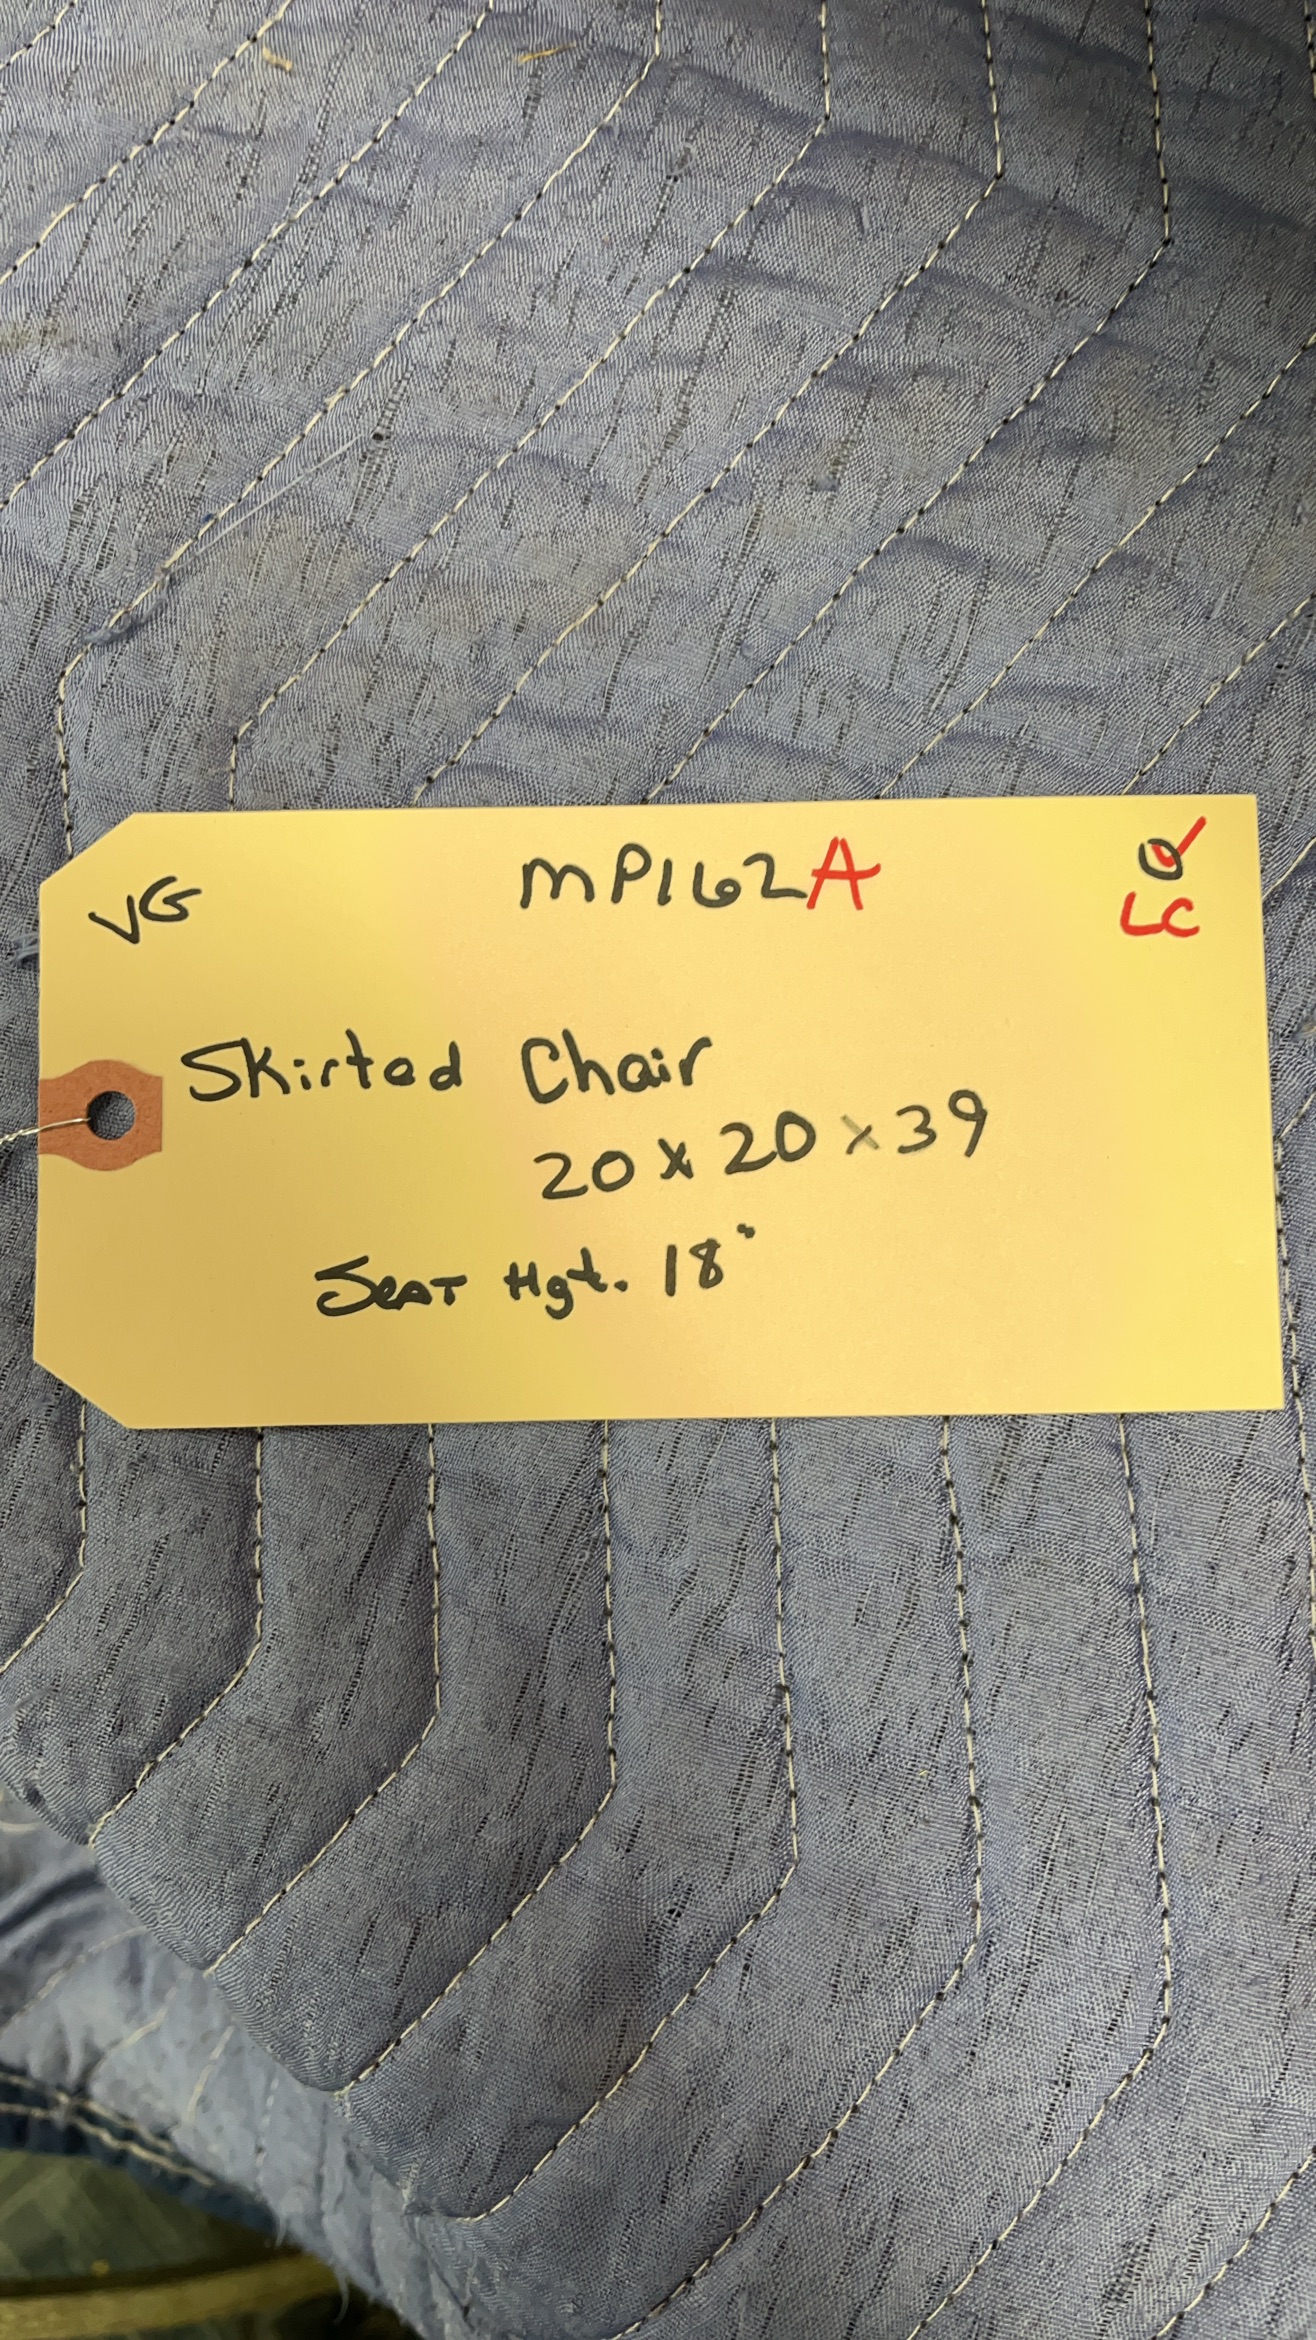 VG MP162A
LC
Skirted Chair
20 x 20 x 39
Seat Hgt. 18"